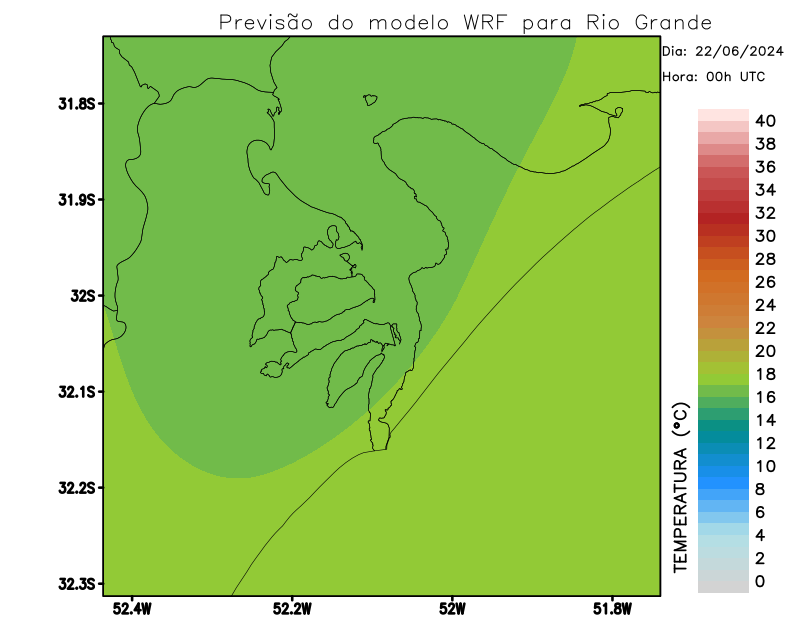 Previsão do modelo WRF para Rio Grande
Dia: 22/06/2024
Hora: 00h UTC
31.8S
31.9S
32S
32.1S
32.2S
32.3S
52.4W
52.2W
52W
51.8W
TEMPERATURA (°C)
40
38
36
34
32
30
28
26
24
22
20
18
16
14
12
10
8
6
4
2
0